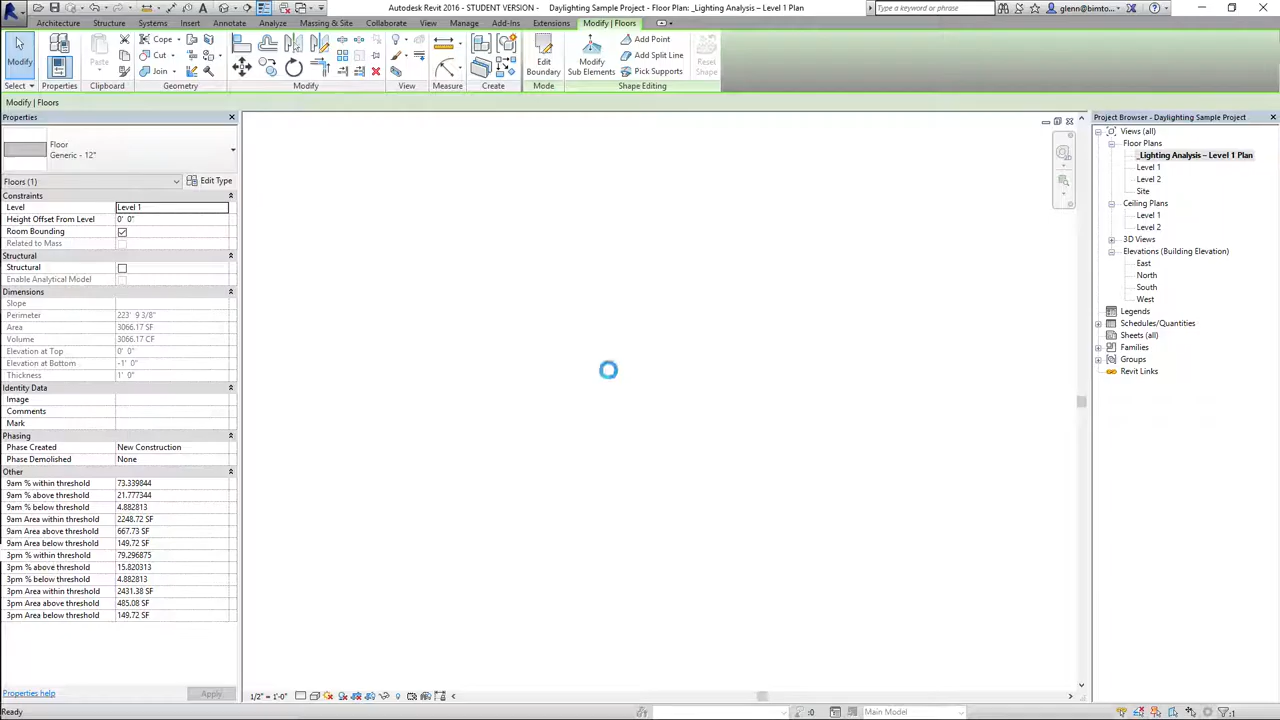 Autodesk Revit 2016 - STUDENT VERSION - Daylighting Sample Project - Floor Plan: _Lighting Analysis – Level 1 Plan
Type a keyword or phrase
glenn@bimto...
Architecture Structure Systems Insert Annotate Analyze Massing & Site Collaborate View Manage Add-Ins Extensions Modify | Floors
Modify
Paste
Cope
Cut
Join
Edit Boundary
Modify Sub Elements
Add Point
Add Split Line
Pick Supports
Reset Shape
Select Properties Clipboard Geometry Modify View Measure Create Mode Shape Editing
Modify | Floors
Properties
Floor
Generic - 12"
Floors (1) Edit Type
Constraints
Level Level 1
Height Offset From Level 0' 0"
Room Bounding
Related to Mass
Structural
Structural
Enable Analytical Model
Dimensions
Slope
Perimeter 223' 9 3/8"
Area 3066.17 SF
Volume 3066.17 CF
Elevation at Top 0' 0"
Elevation at Bottom -1' 0"
Thickness 1' 0"
Identity Data
Image
Comments
Mark
Phasing
Phase Created New Construction
Phase Demolished None
Other
9am % within threshold 73.339844
9am % above threshold 21.777344
9am % below threshold 4.882813
9am Area within threshold 2248.72 SF
9am Area above threshold 667.73 SF
9am Area below threshold 149.72 SF
3pm % within threshold 79.296875
3pm % above threshold 15.820313
3pm % below threshold 4.882813
3pm Area within threshold 2431.38 SF
3pm Area above threshold 485.08 SF
3pm Area below threshold 149.72 SF
Properties help Apply
1/2" = 1'-0"
Ready
:0
Main Model
:1
Project Browser - Daylighting Sample Project
Views (all)
Floor Plans
_Lighting Analysis – Level 1 Plan
Level 1
Level 2
Site
Ceiling Plans
Level 1
Level 2
3D Views
Elevations (Building Elevation)
East
North
South
West
Legends
Schedules/Quantities
Sheets (all)
Families
Groups
Revit Links